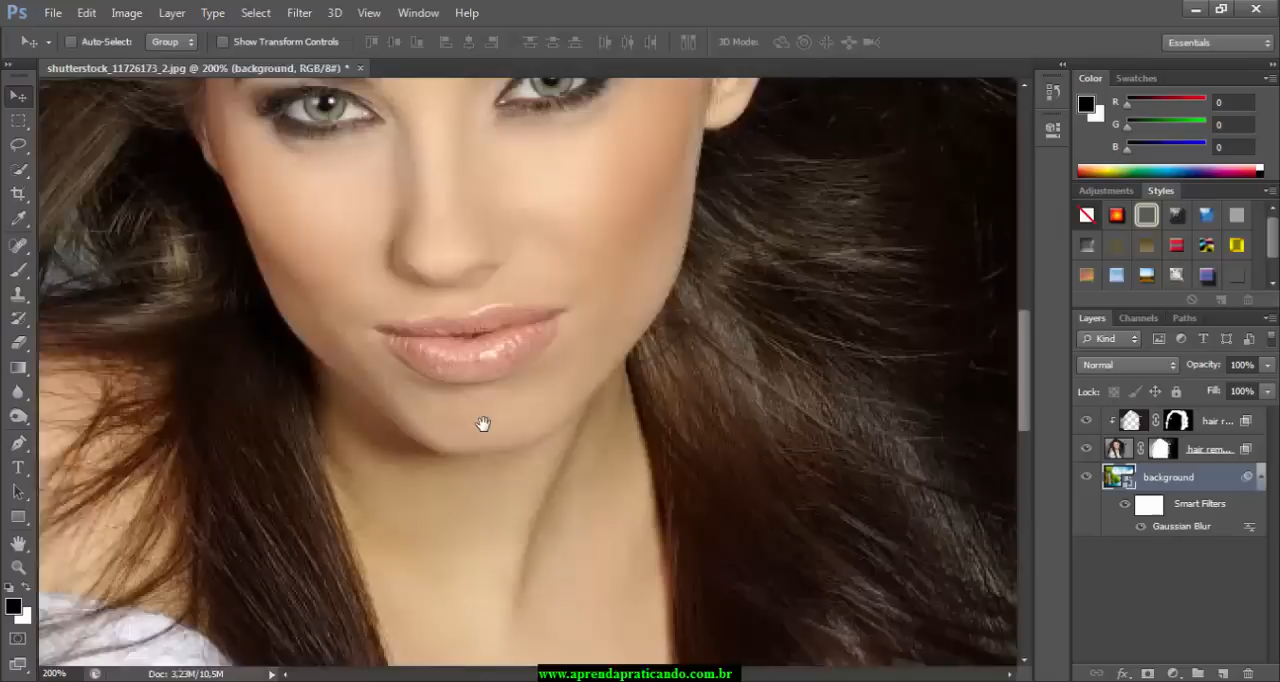 Ps File Edit Image Layer Type Select Filter 3D View Window Help
Auto-Select: Group Show Transform Controls 3D Mode: Essentials
shutterstock_11726173_2.jpg @ 200% (background, RGB/8#) * ×
Color Swatches
R 0
G 0
B 0
Adjustments Styles
Layers Channels Paths
Kind
Normal Opacity: 100%
Lock: Fill: 100%
hair r...
hair rem...
background
Smart Filters
Gaussian Blur
200% Doc: 3,23M/10,5M
www.aprendapraticando.com.br